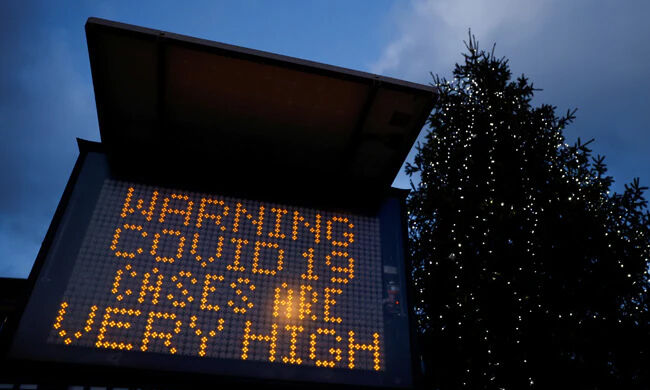 WARNING
COVID 19
CASES ARE
VERY HIGH